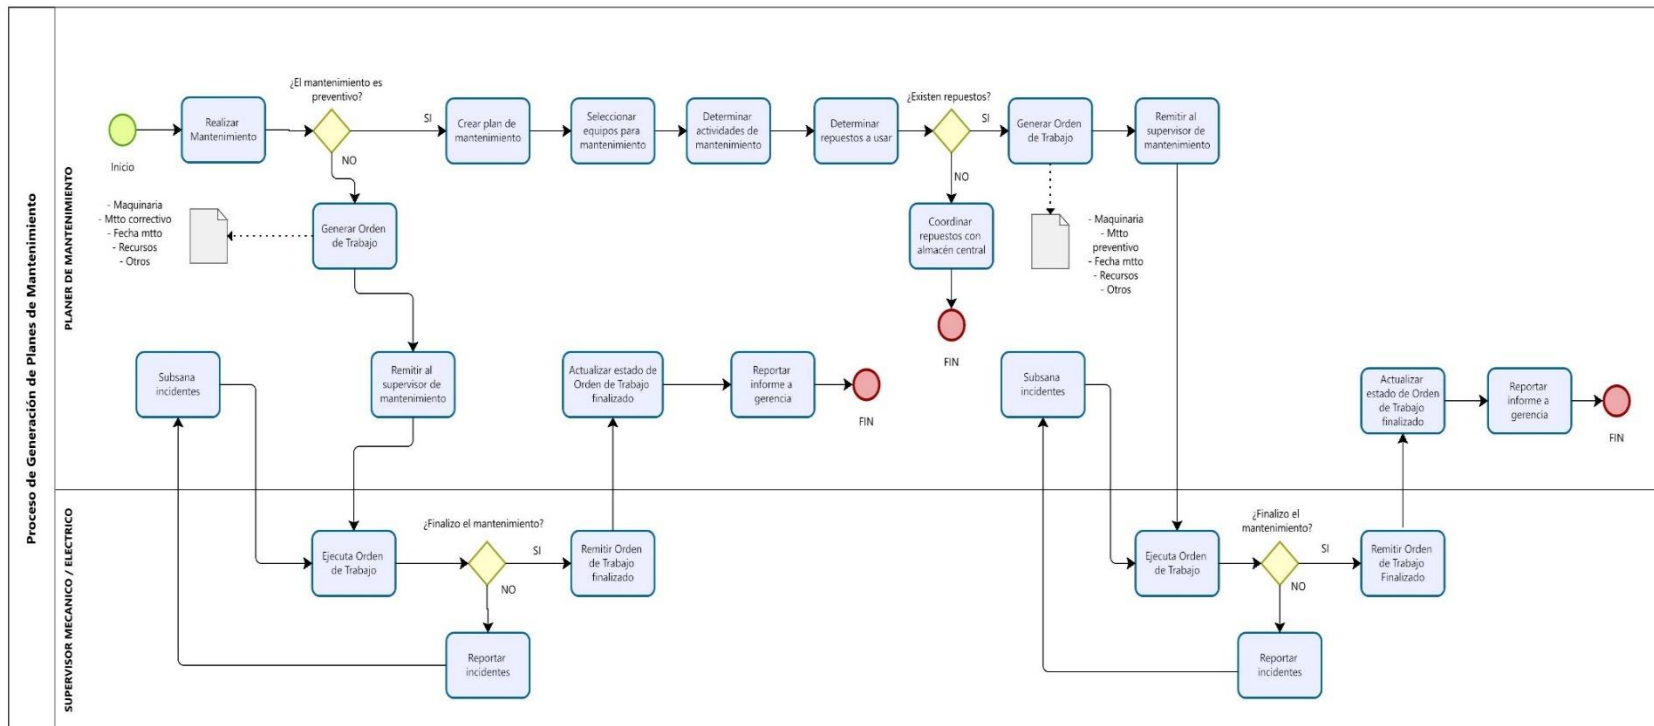 Proceso de Generación de Planes de Mantenimiento
PLANER DE MANTENIMIENTO
Inicio
Realizar
Mantenimiento
¿El mantenimiento es
preventivo?
SI
NO
Crear plan de
mantenimiento
Seleccionar
equipos para
mantenimiento
Determinar
actividades de
mantenimiento
Determinar
repuestos a usar
¿Existen repuestos?
SI
NO
Generar Orden
de Trabajo
Remitir al
supervisor de
mantenimiento
- Maquinaria
- Mtto correctivo
- Fecha mtto
- Recursos
- Otros
Generar Orden
de Trabajo
Coordinar
repuestos con
almacén central
- Maquinaria
- Mtto
preventivo
- Fecha mtto
- Recursos
- Otros
FIN
Subsana
incidentes
Remitir al
supervisor de
mantenimiento
Actualizar estado de
Orden de Trabajo
finalizado
Reportar
informe a
gerencia
FIN
Subsana
incidentes
Actualizar
estado de Orden
de Trabajo
finalizado
Reportar
informe a
gerencia
FIN
SUPERVISOR MECANICO / ELECTRICO
Ejecuta Orden
de Trabajo
¿Finalizo el mantenimiento?
SI
NO
Remitir Orden
de Trabajo
finalizado
Reportar
incidentes
Ejecuta Orden
de Trabajo
¿Finalizo el
mantenimiento?
SI
NO
Remitir Orden
de Trabajo
Finalizado
Reportar
incidentes